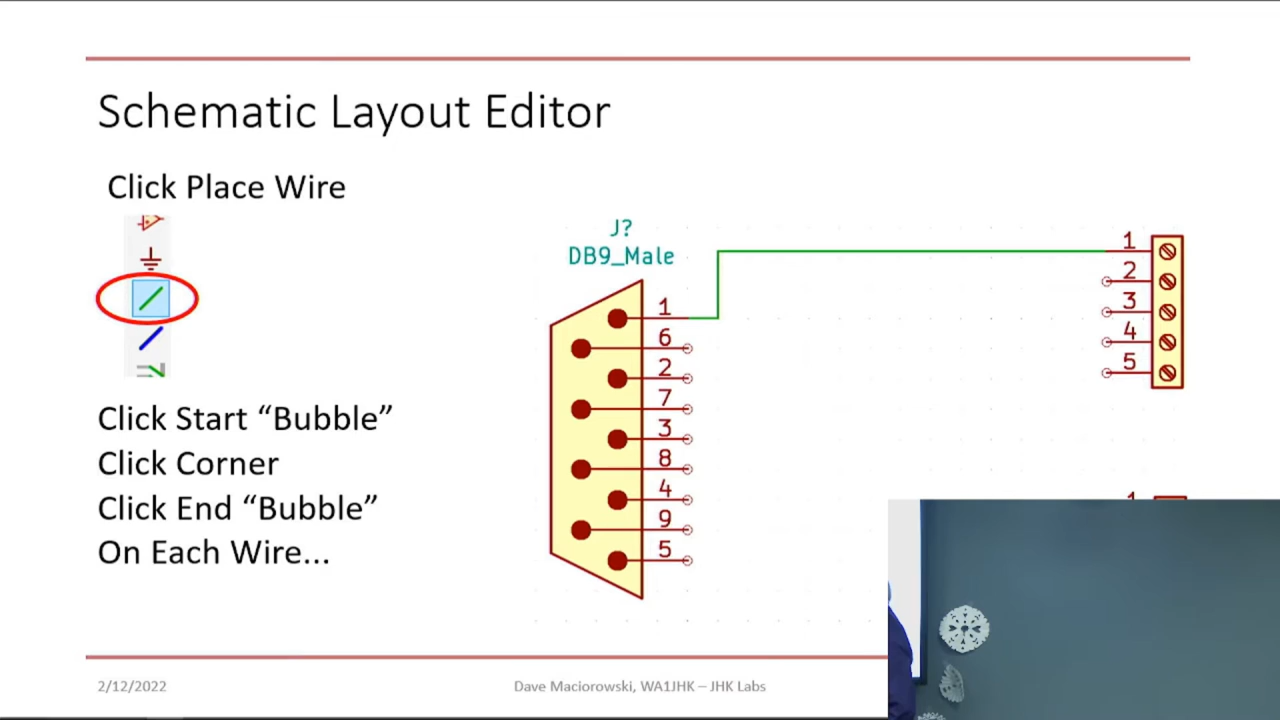 Schematic Layout Editor
Click Place Wire
J?
DB9_Male
1
6
2
7
3
8
4
9
5
1
2
3
4
5
1
Click Start “Bubble”
Click Corner
Click End “Bubble”
On Each Wire...
2/12/2022
Dave Maciorowski, WA1JHK – JHK Labs